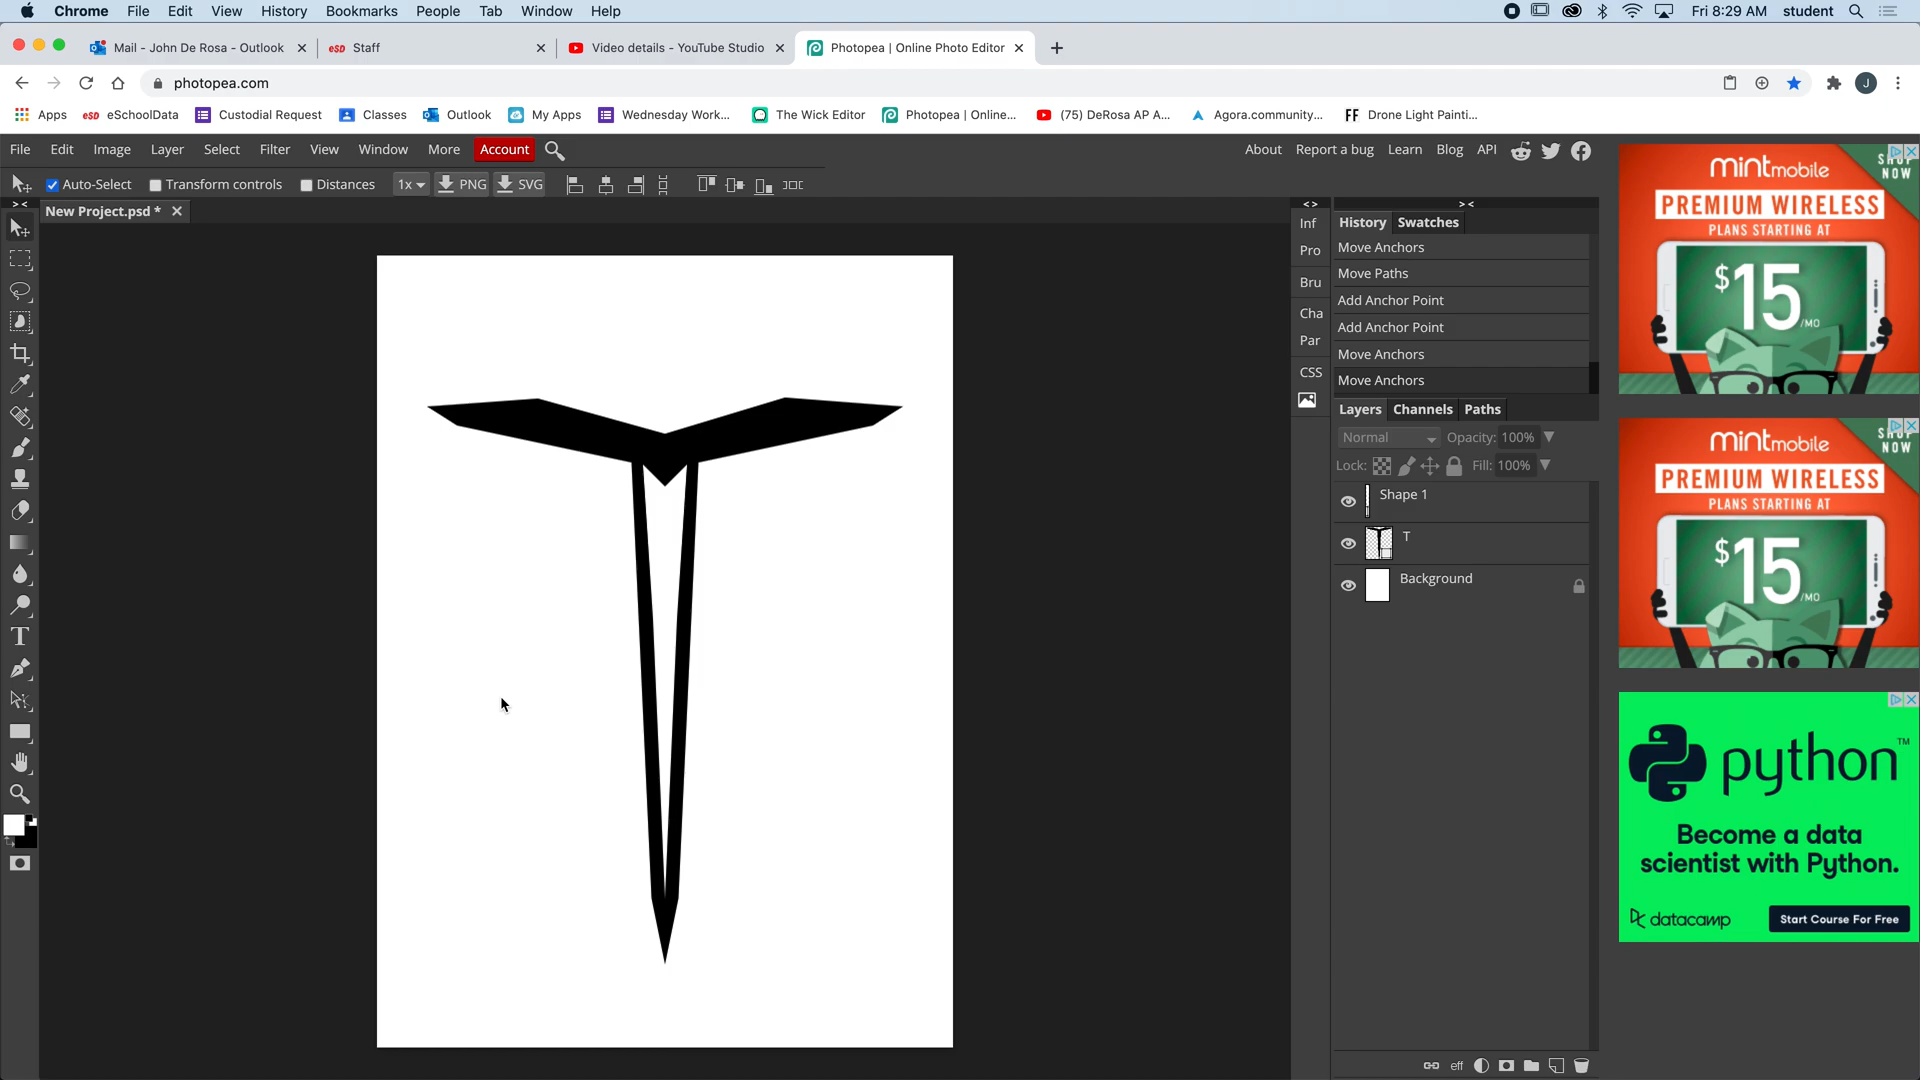 Chrome File Edit View History Bookmarks People Tab Window Help Fri 8:29 AM student
Mail - John De Rosa - Outlook eSD Staff Video details - YouTube Studio Photopea | Online Photo Editor
photopea.com J
Apps eSD eSchoolData Custodial Request Classes Outlook My Apps Wednesday Work... The Wick Editor Photopea | Online... (75) DeRosa AP A... Agora.community... FF Drone Light Painti...
File Edit Image Layer Select Filter View Window More Account About Report a bug Learn Blog API
Auto-Select Transform controls Distances 1x PNG SVG
New Project.psd *
Inf
Pro
Bru
Cha
Par
CSS
History Swatches
Move Anchors
Move Paths
Add Anchor Point
Add Anchor Point
Move Anchors
Move Anchors
Layers Channels Paths
Normal Opacity: 100%
Lock: Fill: 100%
Shape 1
T
Background
eff
mintmobile
SHOP NOW
PREMIUM WIRELESS
PLANS STARTING AT
$15/MO
mintmobile
SHOP NOW
PREMIUM WIRELESS
PLANS STARTING AT
$15/MO
python™
Become a data
scientist with Python.
datacamp Start Course For Free